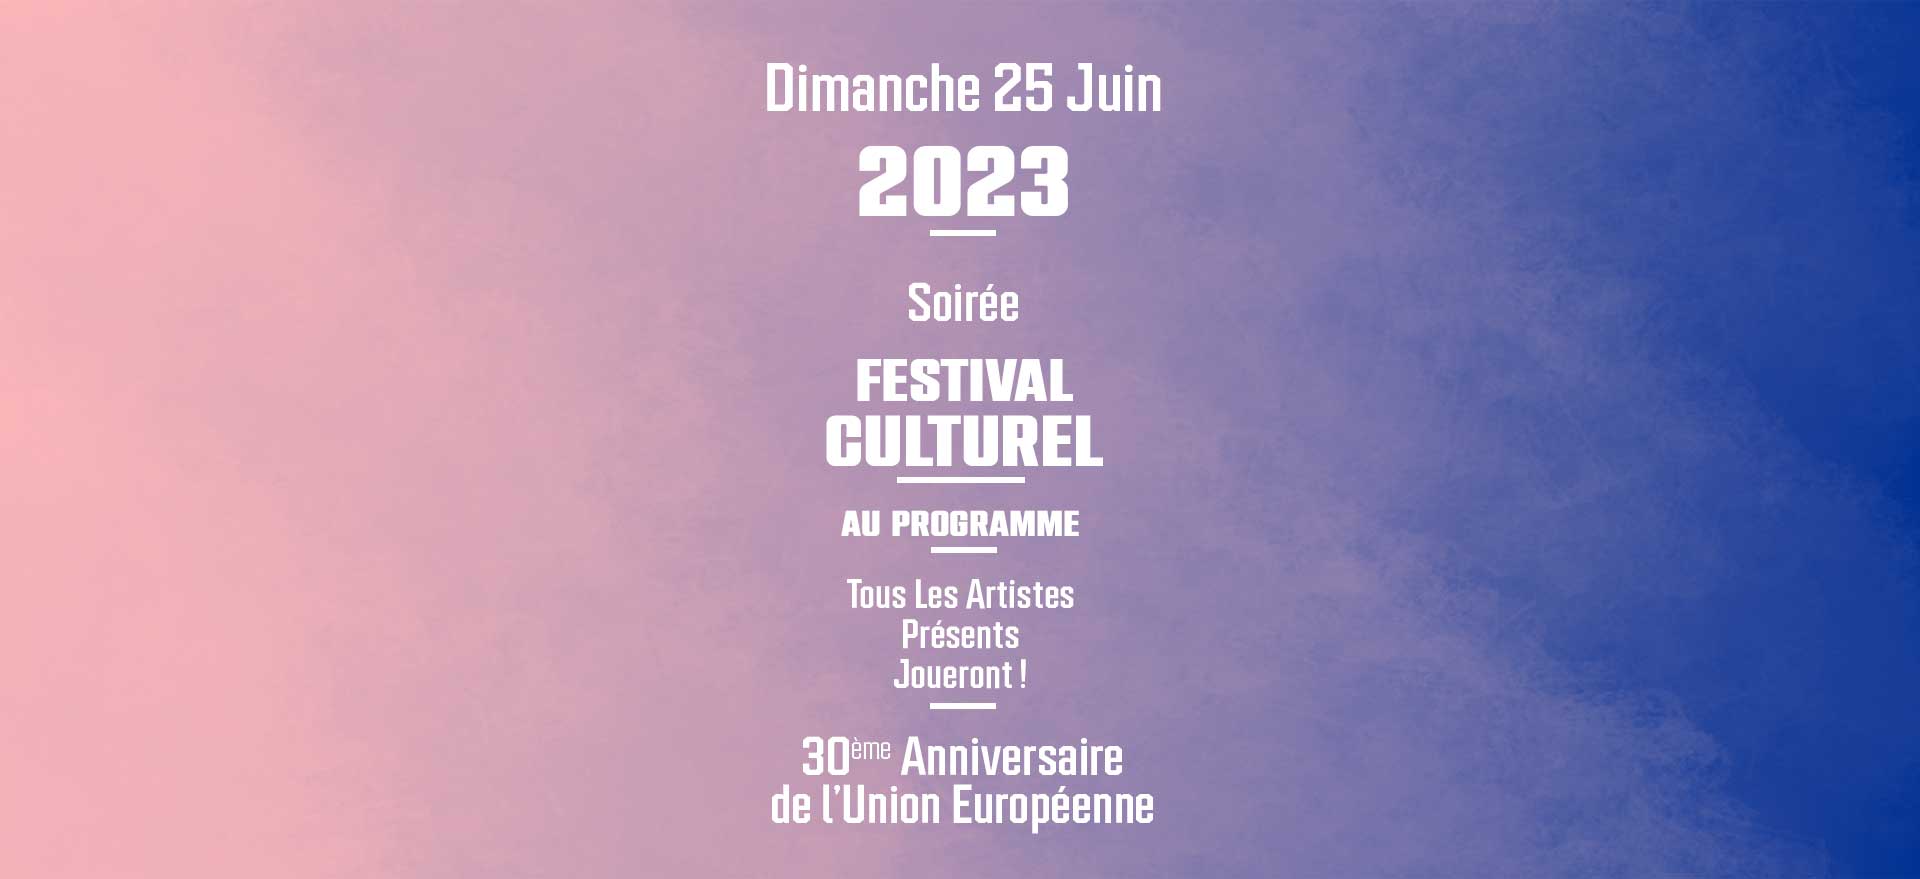 Dimanche 25 Juin
2023
Soirée
FESTIVAL
CULTUREL
AU PROGRAMME
Tous Les Artistes
Présents
Joueront !
30ème Anniversaire
de l'Union Européenne